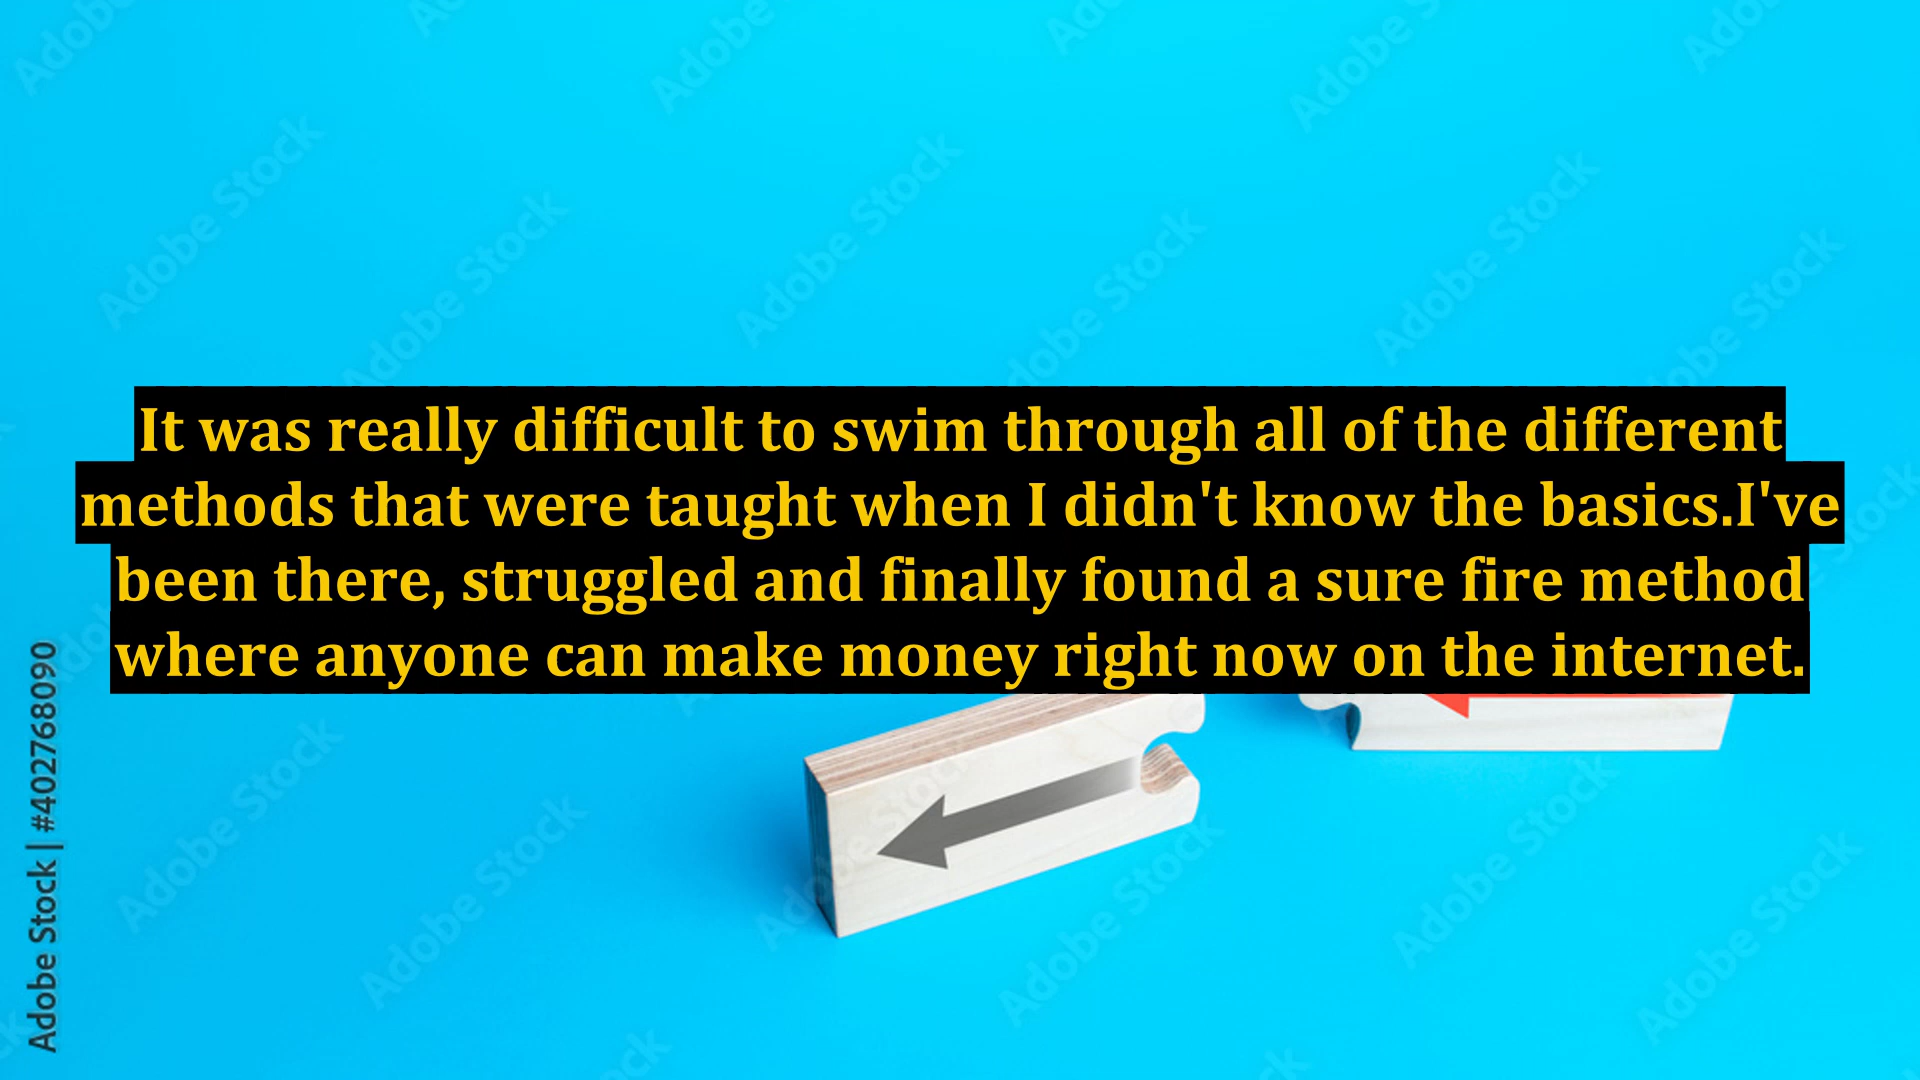 It was really difficult to swim through all of the different
methods that were taught when I didn't know the basics.I've
been there, struggled and finally found a sure fire method
where anyone can make money right now on the internet.
Adobe Stock | #402768090
Adobe Stock